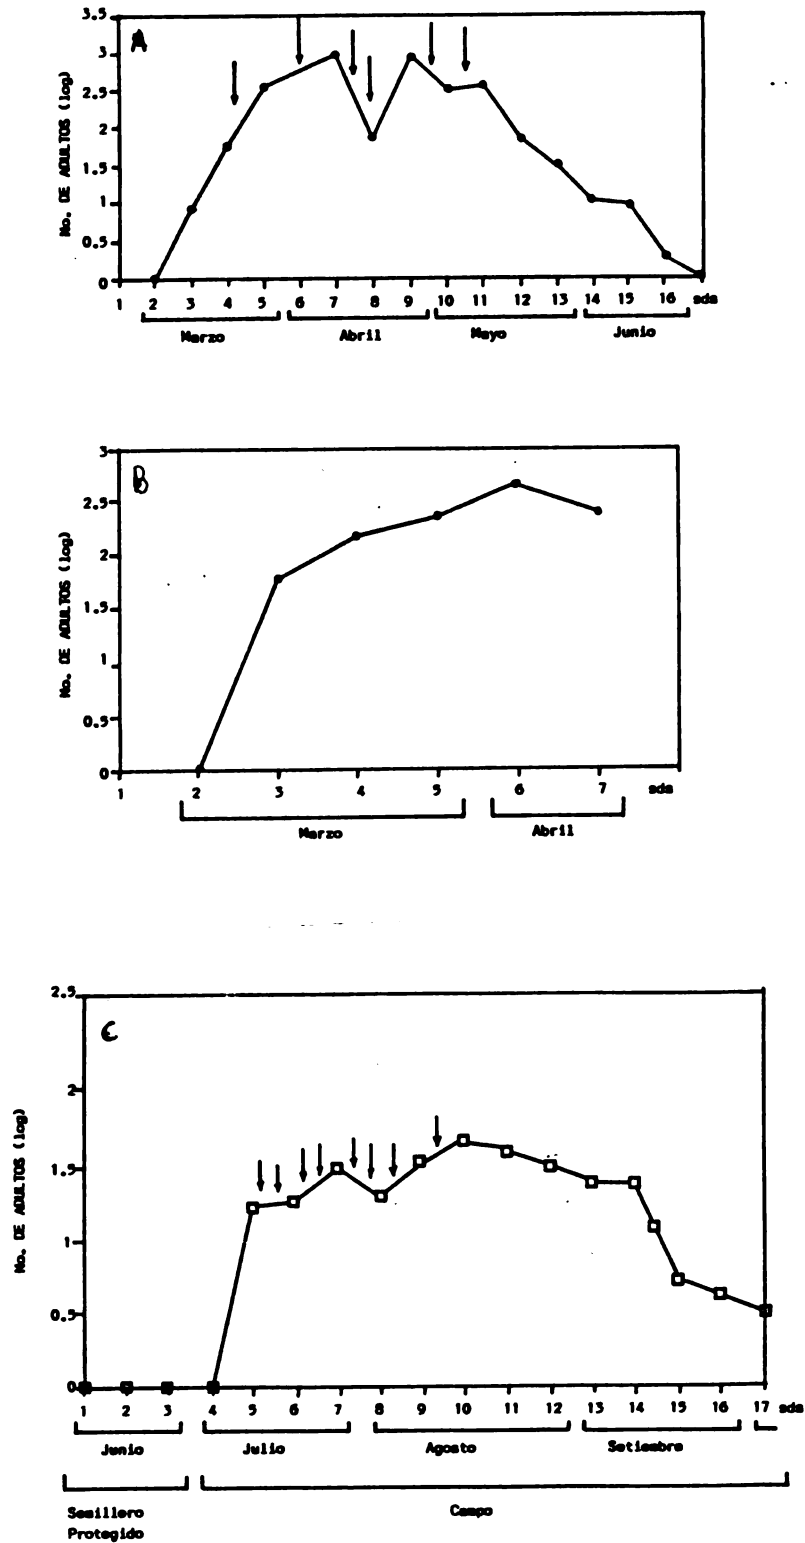 A
No. DE ADULTOS (log)
3.5
3
2.5
2
1.5
1
0.5
0
1 2 3 4 5 6 7 8 9 10 11 12 13 14 15 16 sds
Marzo Abril Mayo Junio
B
No. DE ADULTOS (log)
3
2.5
2
1.5
1
0.5
0
1 2 3 4 5 6 7 sds
Marzo Abril
C
No. DE ADULTOS (log)
2.5
2
1.5
1
0.5
0
1 2 3 4 5 6 7 8 9 10 11 12 13 14 15 16 17 sds
Junio Julio Agosto Setiembre
Semillero Campo
Protegido